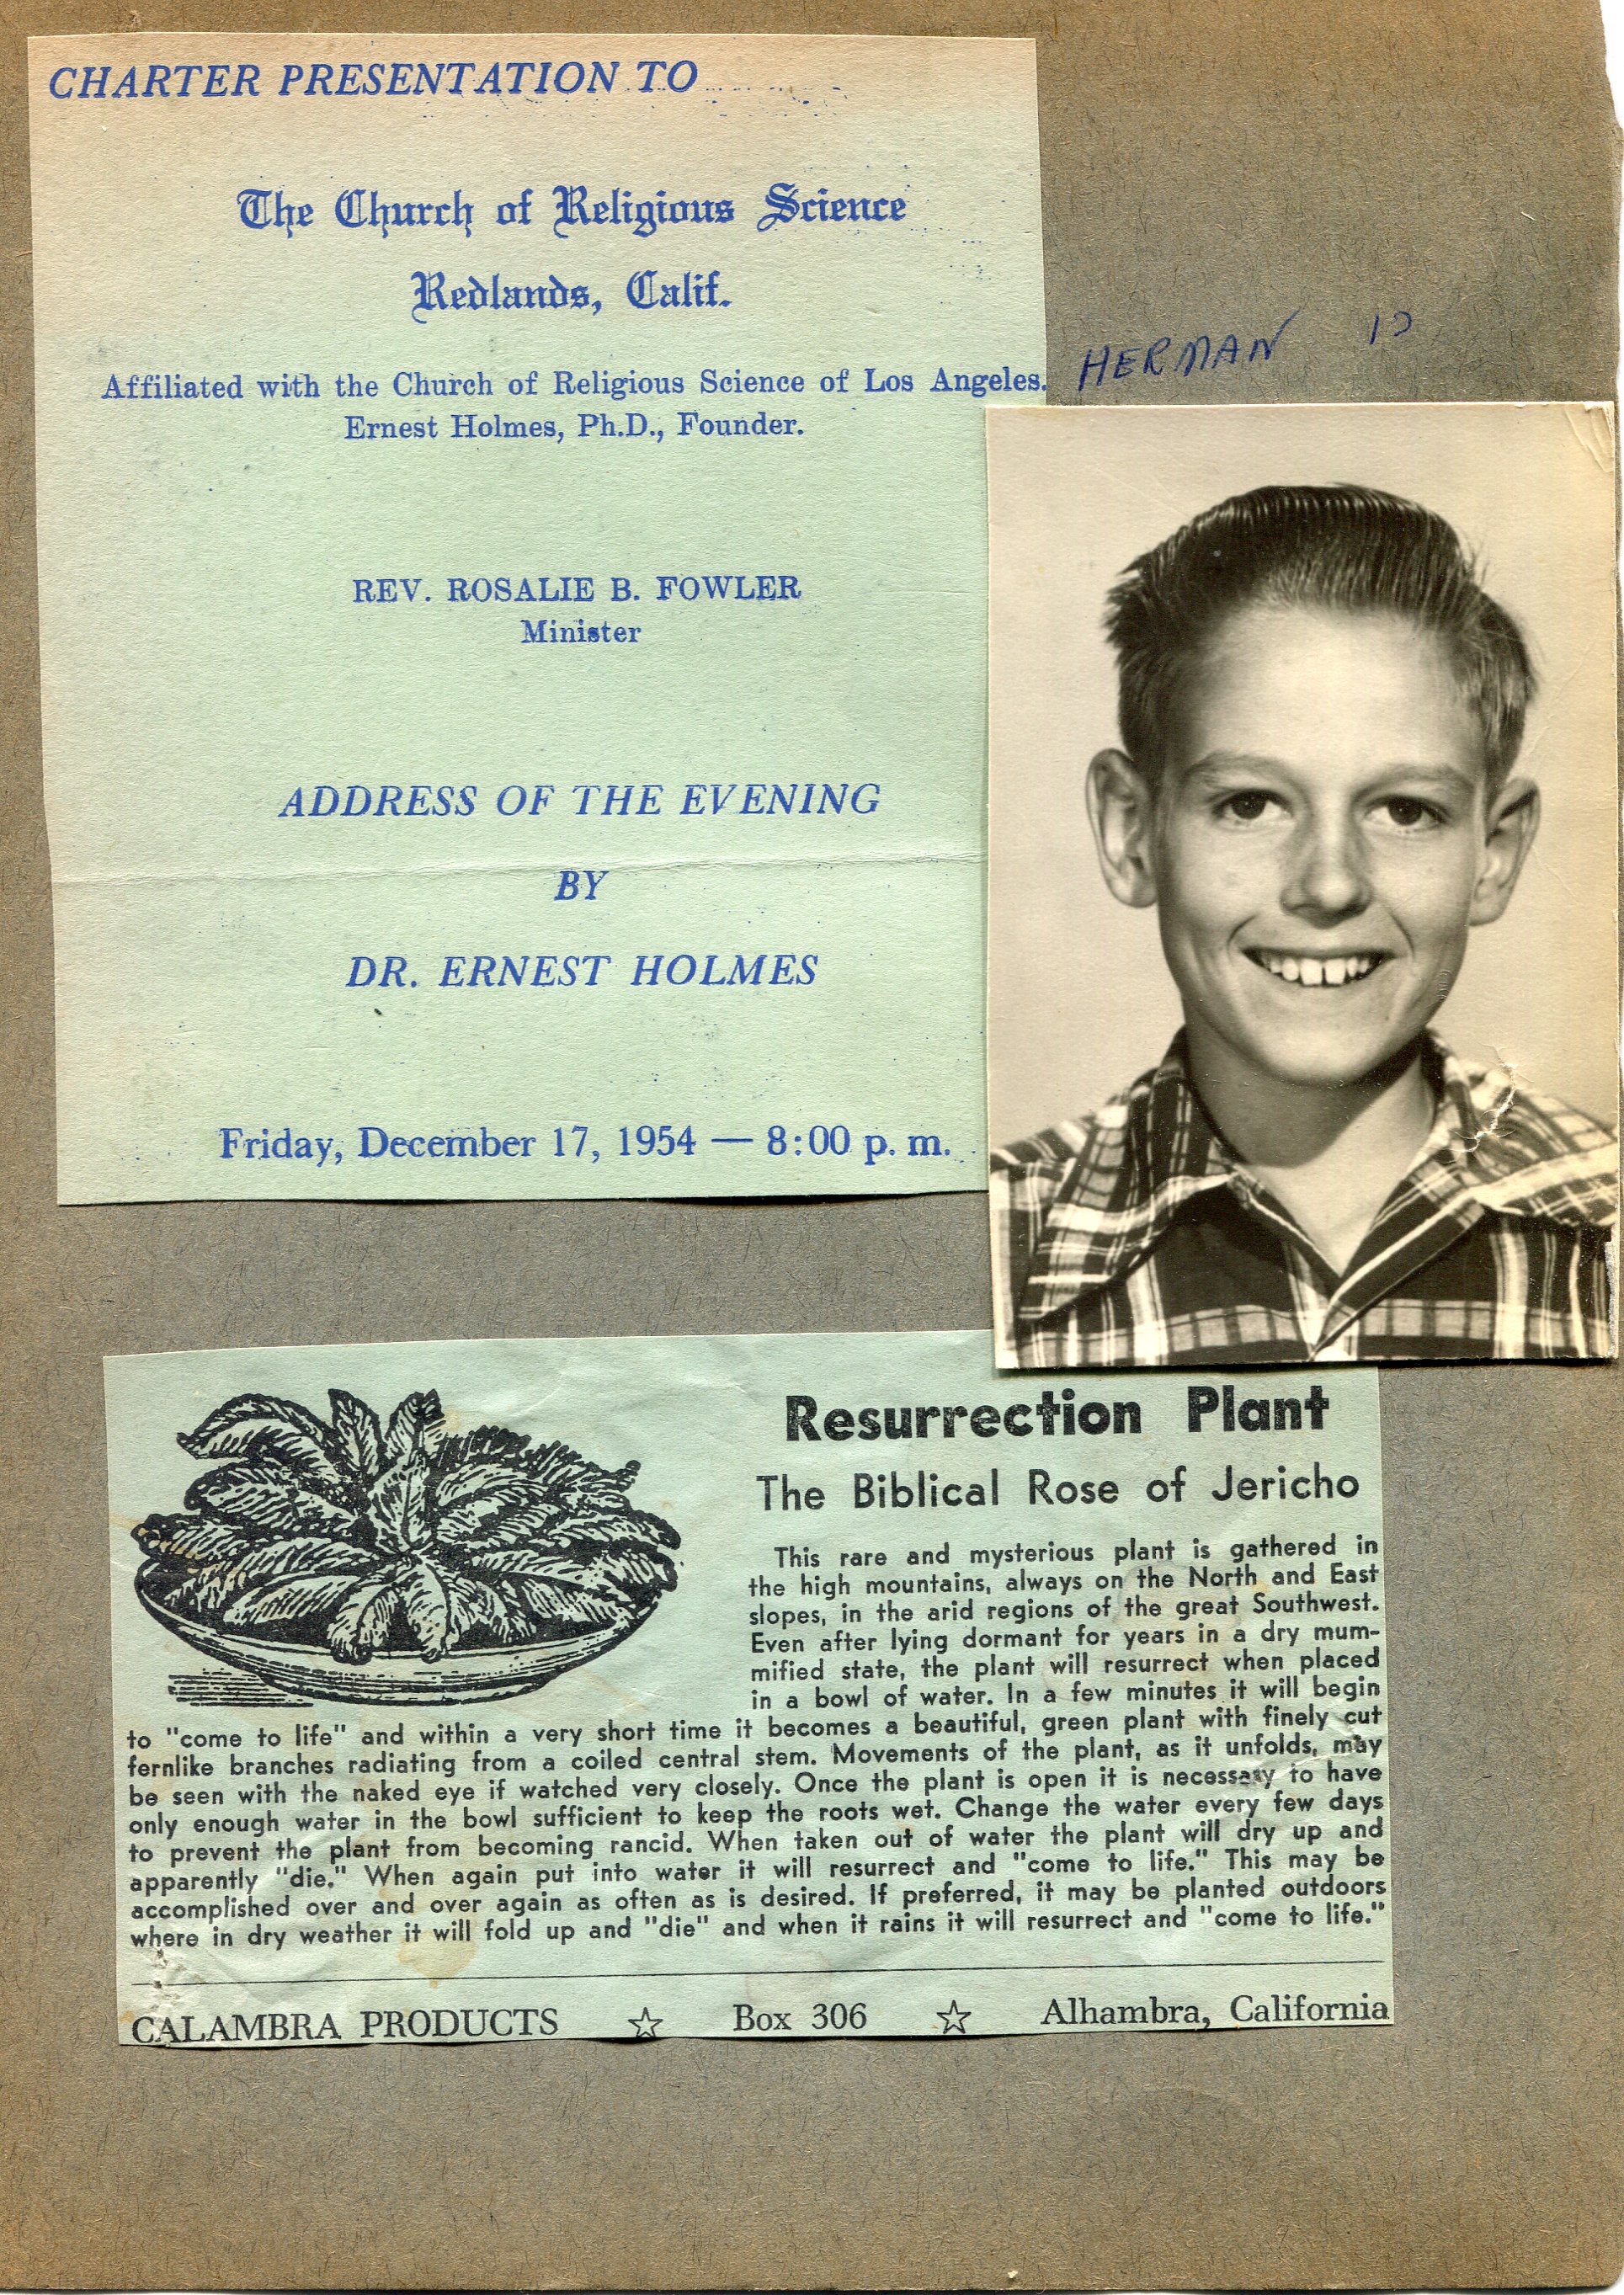 CHARTER PRESENTATION TO
The Church of Religious Science
Redlands, Calif.
Affiliated with the Church of Religious Science of Los Angeles.
Ernest Holmes, Ph.D., Founder.
REV. ROSALIE B. FOWLER
Minister
ADDRESS OF THE EVENING
BY
DR. ERNEST HOLMES
Friday, December 17, 1954 — 8:00 p. m.
HERMAN
Resurrection Plant
The Biblical Rose of Jericho
This rare and mysterious plant is gathered in
the high mountains, always on the North and East
slopes, in the arid regions of the great Southwest.
Even after lying dormant for years in a dry mum-
mified state, the plant will resurrect when placed
in a bowl of water. In a few minutes it will begin
to "come to life" and within a very short time it becomes a beautiful, green plant with finely cut
fernlike branches radiating from a coiled central stem. Movements of the plant, as it unfolds, may
be seen with the naked eye if watched very closely. Once the plant is open it is necessary to have
only enough water in the bowl sufficient to keep the roots wet. Change the water every few days
to prevent the plant from becoming rancid. When taken out of water the plant will dry up and
apparently "die." When again put into water it will resurrect and "come to life." This may be
accomplished over and over again as often as is desired. If preferred, it may be planted outdoors
where in dry weather it will fold up and "die" and when it rains it will resurrect and "come to life."
CALAMBRA PRODUCTS ☆ Box 306 ☆ Alhambra, California